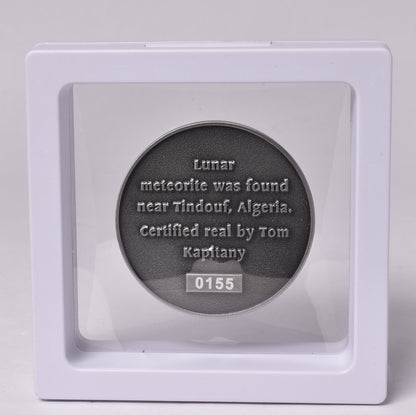 Lunar
meteorite was found
near Tindouf, Algeria.
Certified real by Tom
Kapitany
0155